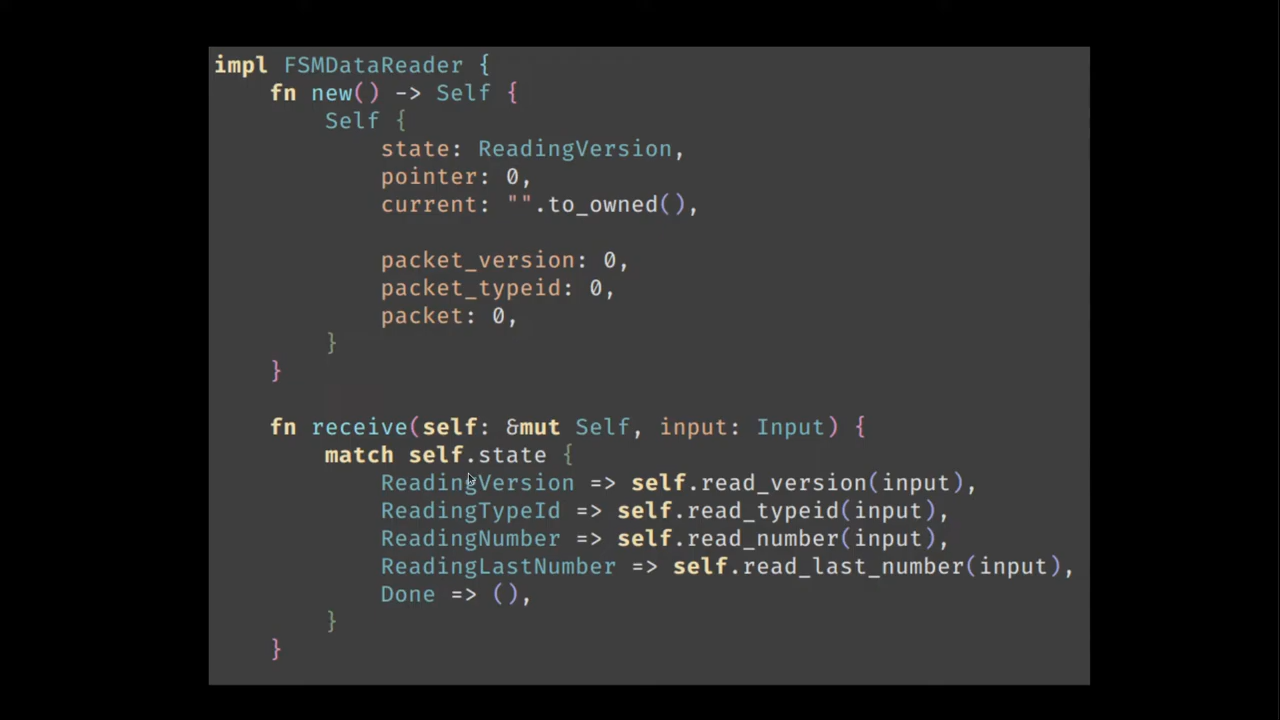 impl FSMDataReader {
    fn new() -> Self {
        Self {
            state: ReadingVersion,
            pointer: 0,
            current: "".to_owned(),

            packet_version: 0,
            packet_typeid: 0,
            packet: 0,
        }
    }

    fn receive(self: &mut Self, input: Input) {
        match self.state {
            ReadingVersion => self.read_version(input),
            ReadingTypeId => self.read_typeid(input),
            ReadingNumber => self.read_number(input),
            ReadingLastNumber => self.read_last_number(input),
            Done => (),
        }
    }